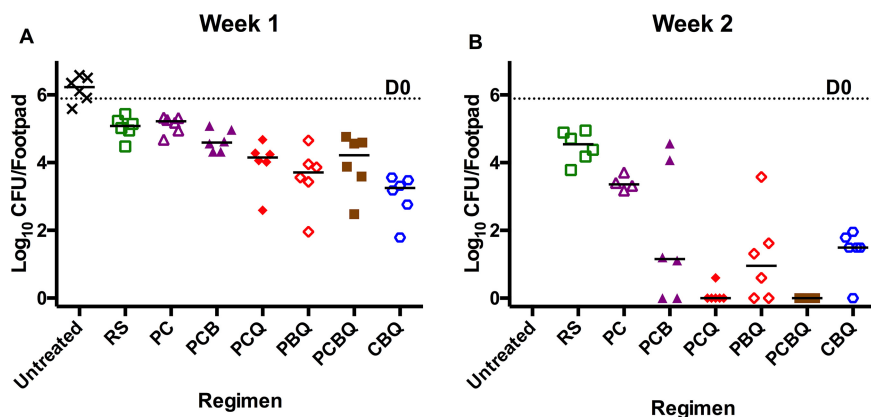 A
Week 1
Log10 CFU/Footpad
6
4
2
0
D0
Untreated
RS
PC
PCB
PCQ
PBQ
PCBQ
CBQ
Regimen
B
Week 2
Log10 CFU/Footpad
6
4
2
0
D0
Untreated
RS
PC
PCB
PCQ
PBQ
PCBQ
CBQ
Regimen